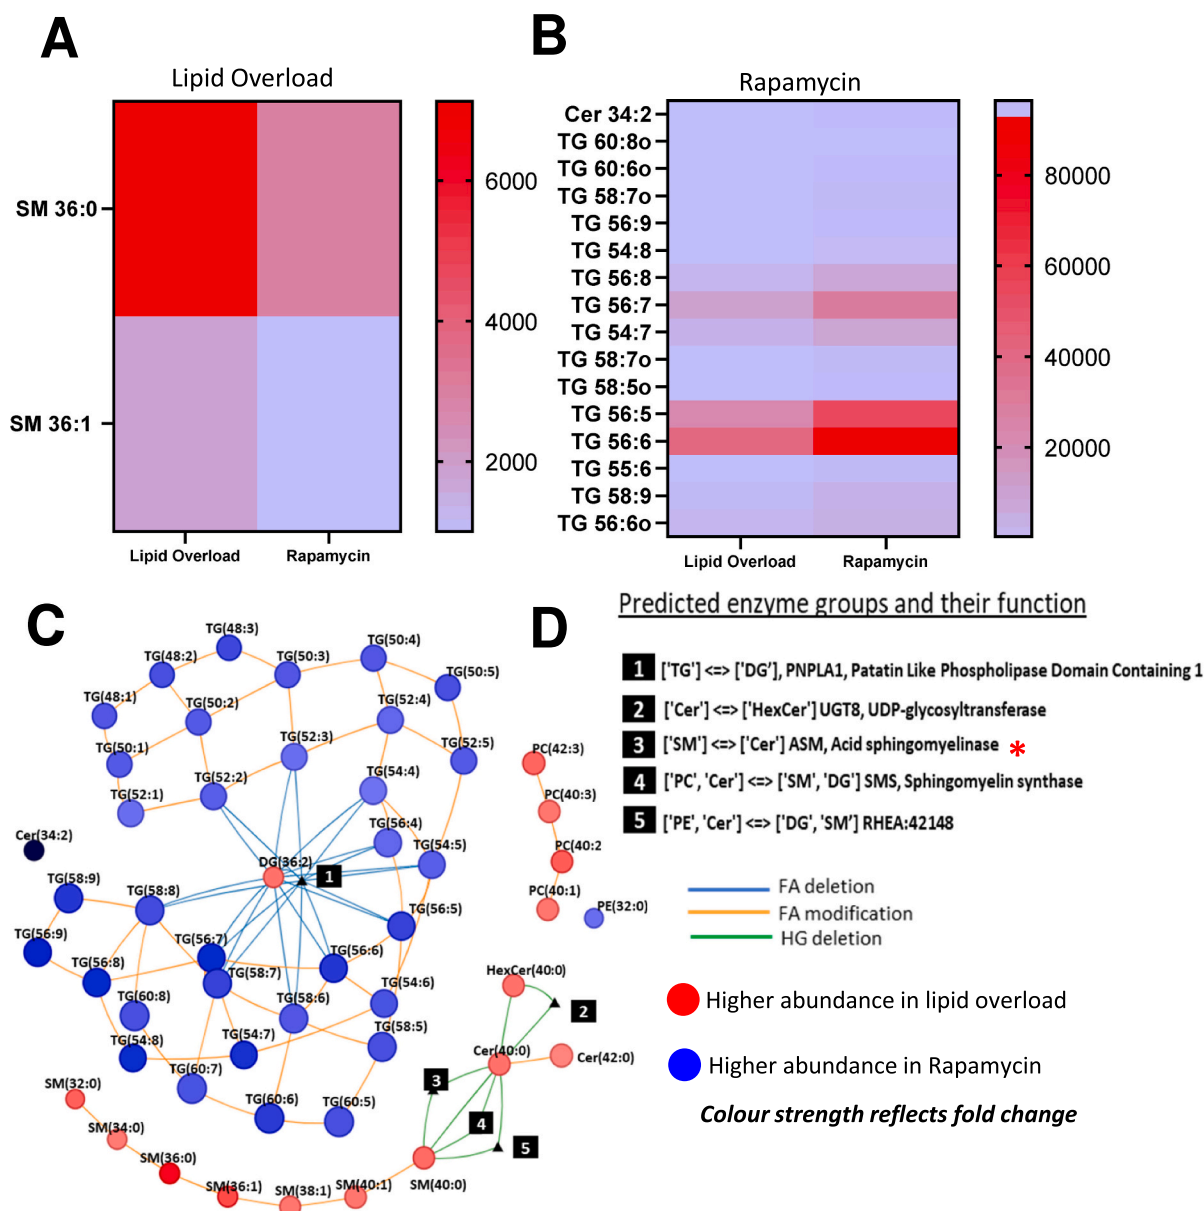 A
Lipid Overload
SM 36:0
SM 36:1
6000
4000
2000
Lipid Overload
Rapamycin
B
Rapamycin
Cer 34:2
TG 60:8o
TG 60:6o
TG 58:7o
TG 56:9
TG 54:8
TG 56:8
TG 56:7
TG 54:7
TG 58:7o
TG 58:5o
TG 56:5
TG 56:6
TG 55:6
TG 58:9
TG 56:6o
80000
60000
40000
20000
Lipid Overload
Rapamycin
C
TG(48:3)
TG(50:4)
TG(48:2)
TG(50:3)
TG(50:5)
TG(48:1)
TG(50:2)
TG(52:4)
TG(50:1)
TG(52:3)
TG(52:5)
TG(52:2)
TG(54:4)
TG(52:1)
Cer(34:2)
TG(56:4)
TG(54:5)
DG(36:2)
1
TG(58:9)
TG(58:8)
TG(56:5)
TG(56:9)
TG(56:7)
TG(56:6)
TG(56:8)
TG(58:7)
TG(54:6)
TG(60:8)
TG(58:6)
TG(58:5)
TG(54:8)
TG(54:7)
TG(60:7)
TG(60:6)
TG(60:5)
PC(42:3)
PC(40:3)
PC(40:2
PC(40:1)
PE(32:0)
HexCer(40:0)
2
Cer(40:0)
Cer(42:0)
3
4
5
SM(32:0)
SM(34:0)
SM(36:0)
SM(36:1)
SM(38:1)
SM(40:1)
SM(40:0)
D
Predicted enzyme groups and their function
1 ['TG'] <=> ['DG'], PNPLA1, Patatin Like Phospholipase Domain Containing 1
2 ['Cer'] <=> ['HexCer'] UGT8, UDP-glycosyltransferase
3 ['SM'] <=> ['Cer'] ASM, Acid sphingomyelinase *
4 ['PC', 'Cer'] <=> ['SM', 'DG'] SMS, Sphingomyelin synthase
5 ['PE', 'Cer'] <=> ['DG', 'SM'] RHEA:42148
FA deletion
FA modification
HG deletion
Higher abundance in lipid overload
Higher abundance in Rapamycin
Colour strength reflects fold change